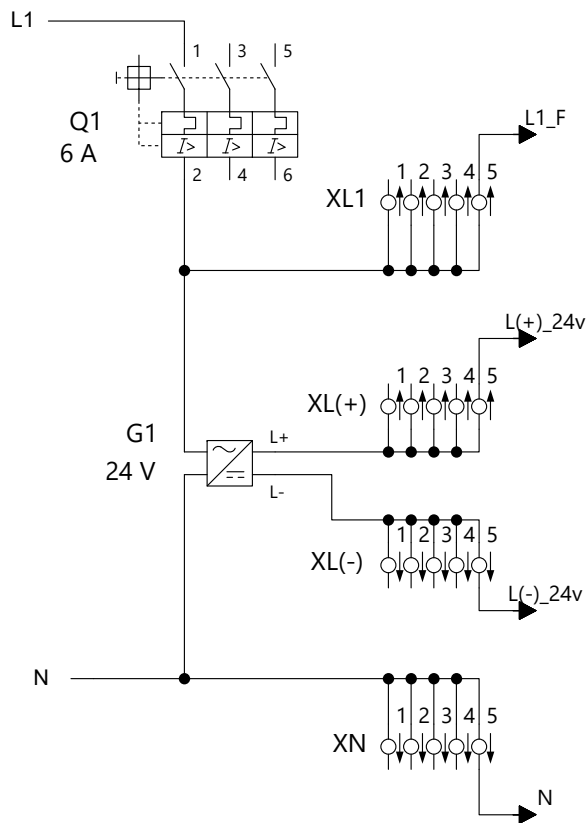 L1
1 3 5
Q1
6 A
I> I> I>
2 4 6
L1_F
XL1
1 2 3 4 5
L(+)_24v
XL(+)
1 2 3 4 5
G1
24 V
L+
L-
XL(-)
1 2 3 4 5
L(-)_24v
N
XN
1 2 3 4 5
N